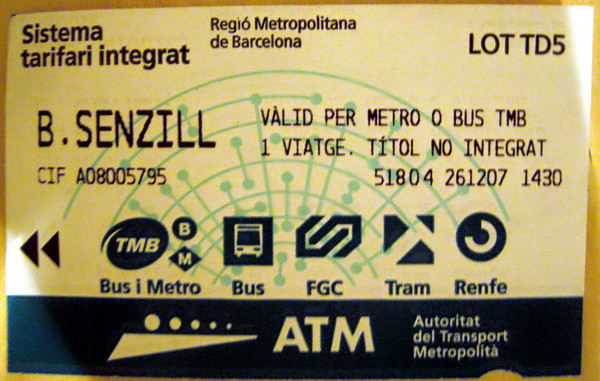 Sistema
tarifari integrat
Regió Metropolitana
de Barcelona
LOT TD5
B.SENZILL
VÀLID PER METRO O BUS TMB
1 VIATGE. TÍTOL NO INTEGRAT
CIF A08005795
51804 261207 1430
TMB
B
M
Bus i Metro
Bus
FGC
Tram
Renfe
ATM
Autoritat
del Transport
Metropolità